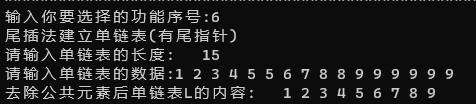 输入你要选择的功能序号:6
尾插法建立单链表(有尾指针)
请输入单链表的长度: 15
请输入单链表的数据:1 2 3 4 5 5 6 7 8 8 9 9 9 9 9
去除公共元素后单链表L的内容: 1 2 3 4 5 6 7 8 9